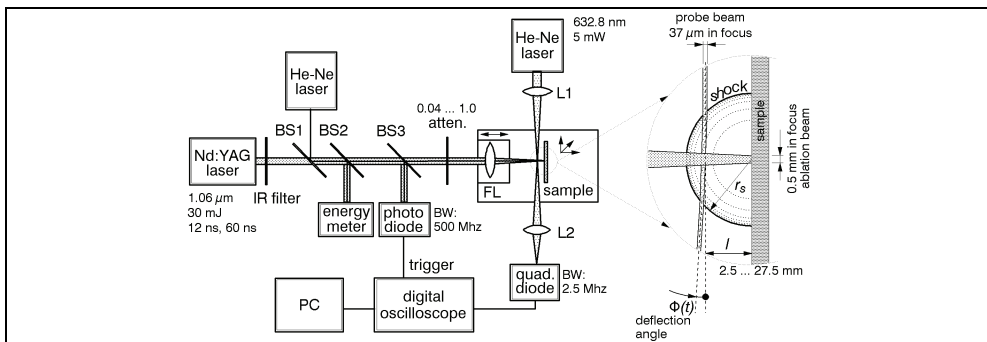 632.8 nm
5 mW
He-Ne
laser
probe beam
37 µm in focus
He-Ne
laser
L1
shock
sample
0.5 mm in focus
ablation beam
BS1
BS2
BS3
0.04 ... 1.0
atten.
Nd:YAG
laser
IR filter
FL
sample
rs
1.06 µm
30 mJ
12 ns, 60 ns
energy
meter
photo
diode
BW:
500 Mhz
L2
l
2.5 ... 27.5 mm
trigger
quad.
diode
BW:
2.5 Mhz
PC
digital
oscilloscope
Φ(t)
deflection
angle